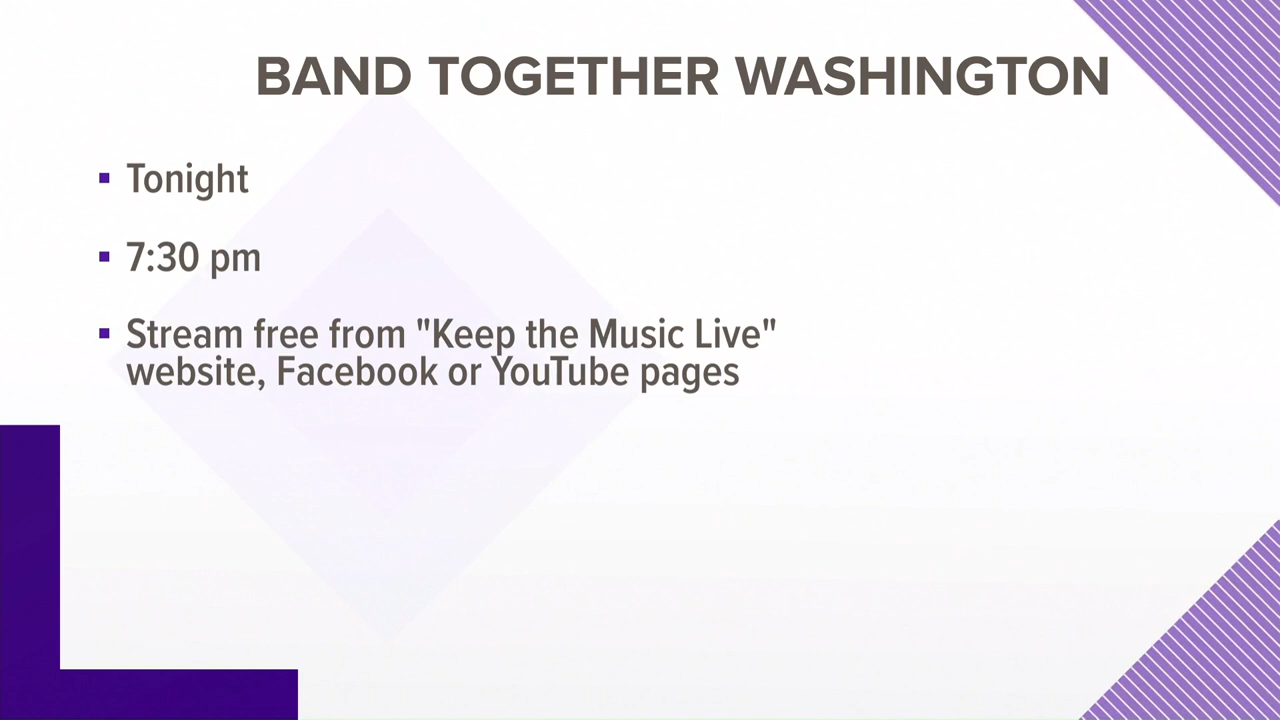 BAND TOGETHER WASHINGTON
Tonight
7:30 pm
Stream free from "Keep the Music Live"
website, Facebook or YouTube pages